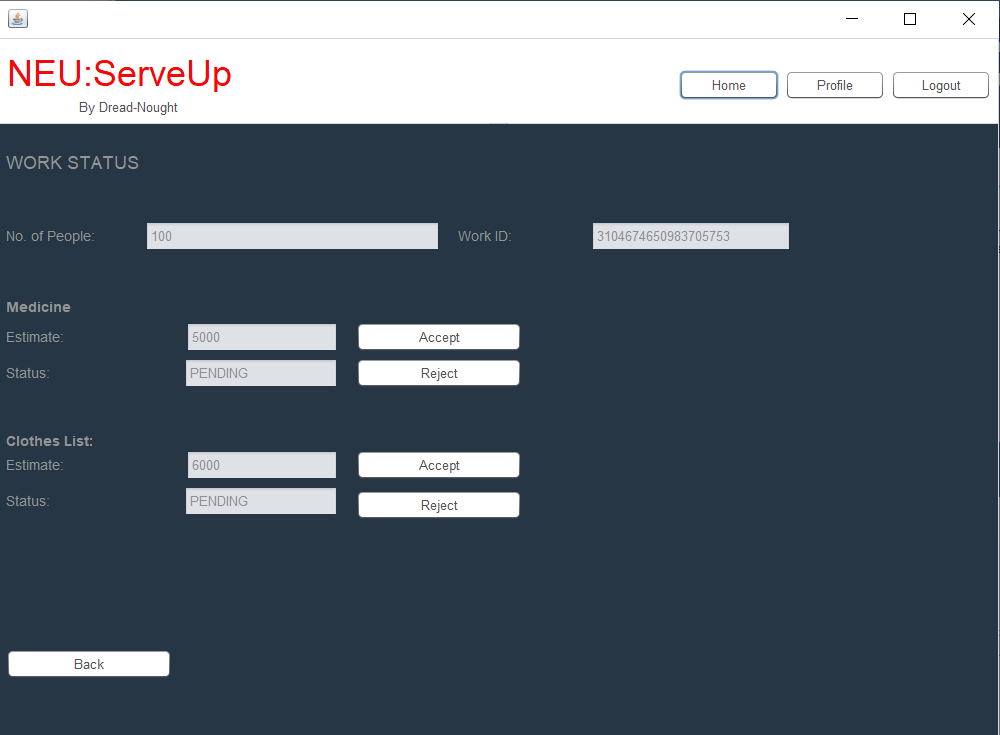 NEU:ServeUp
By Dread-Nought
Home Profile Logout
WORK STATUS
No. of People: 100 Work ID: 3104674650983705753
Medicine
Estimate: 5000 Accept
Status: PENDING Reject
Clothes List:
Estimate: 6000 Accept
Status: PENDING Reject
Back